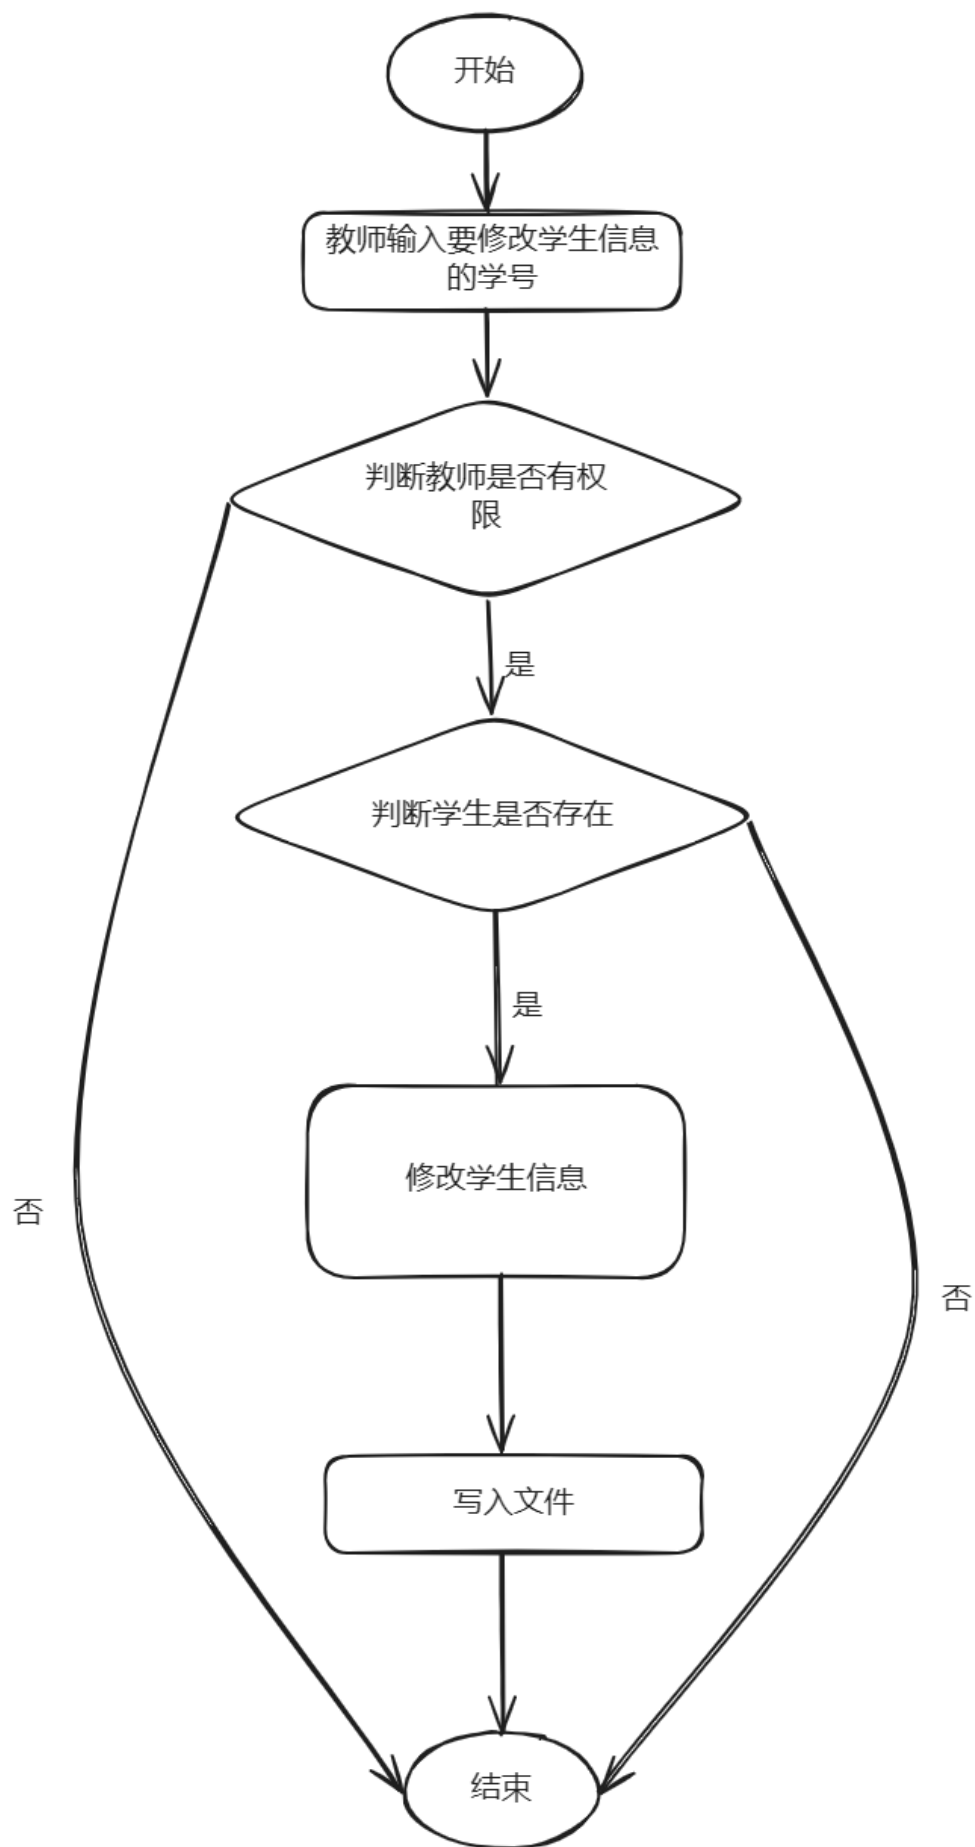 开始
教师输入要修改学生信息
的学号
判断教师是否有权
限
是
判断学生是否存在
是
修改学生信息
否
否
写入文件
结束